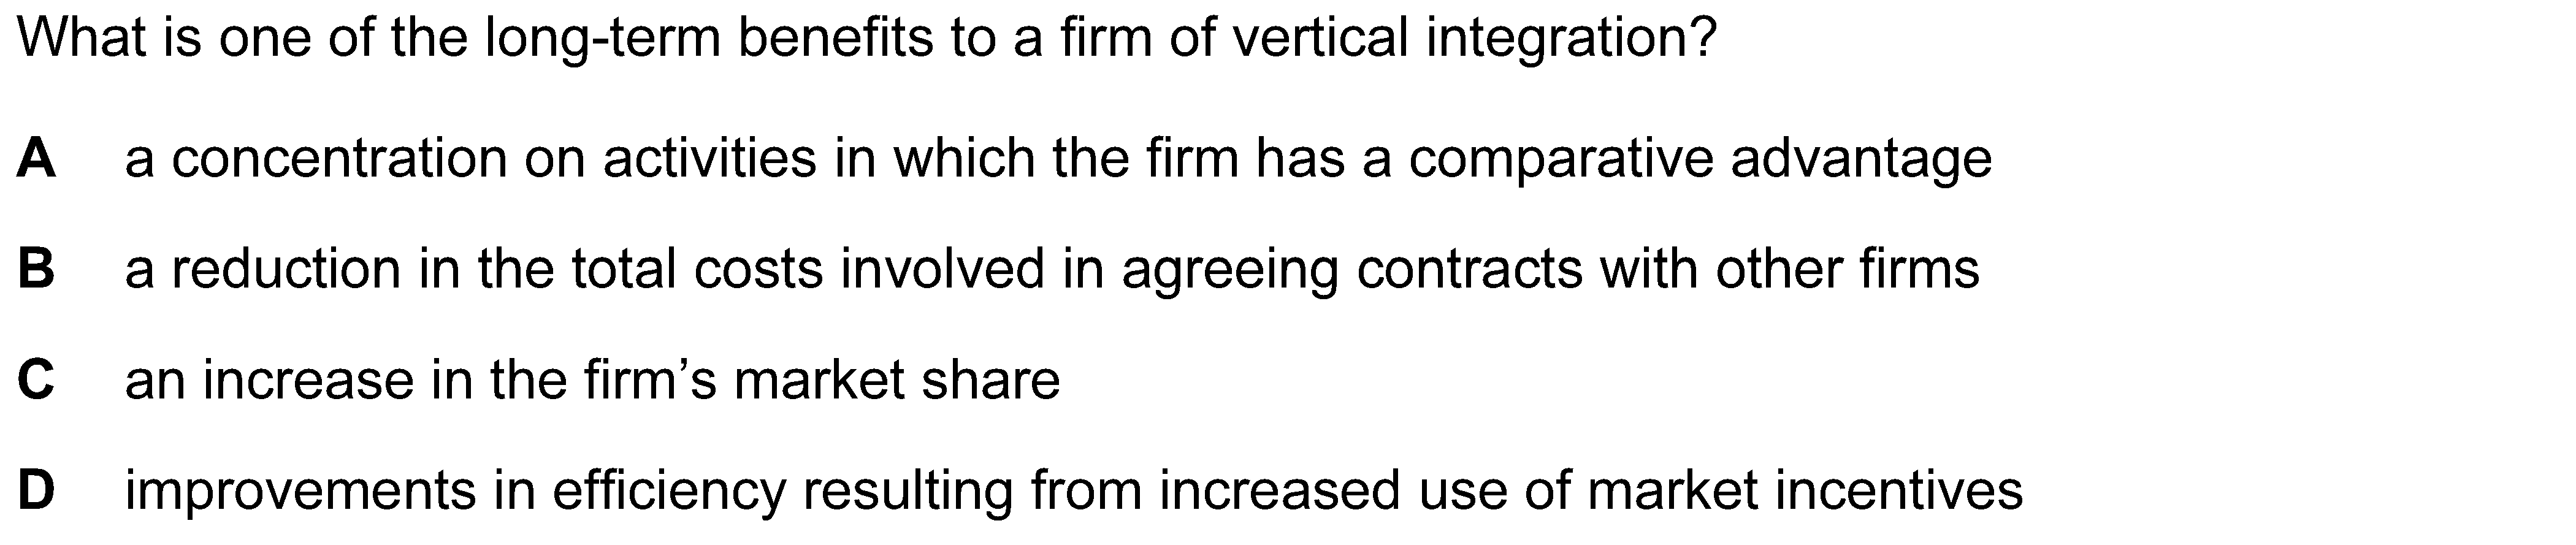 What is one of the long-term benefits to a firm of vertical integration?
A a concentration on activities in which the firm has a comparative advantage
B a reduction in the total costs involved in agreeing contracts with other firms
C an increase in the firm’s market share
D improvements in efficiency resulting from increased use of market incentives